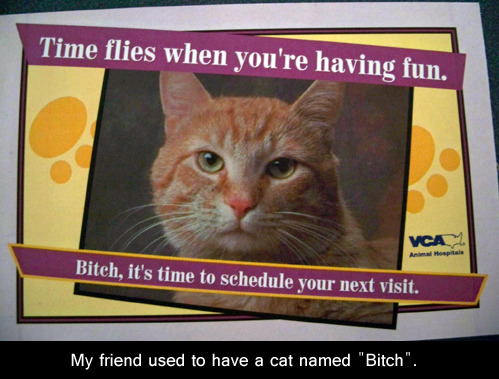 Time flies when you're having fun.
VCA
Animal Hospitals
Bitch, it's time to schedule your next visit.
My friend used to have a cat named "Bitch".